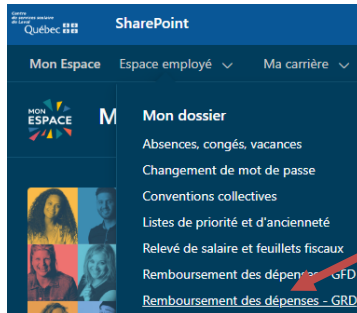 Centre
de services scolaire
de Laval
Québec
SharePoint
Mon Espace Espace employé Ma carrière
MON
ESPACE
M
Mon dossier
Absences, congés, vacances
Changement de mot de passe
Conventions collectives
Listes de priorité et d'ancienneté
Relevé de salaire et feuillets fiscaux
Remboursement des dépenses - GFD
Remboursement des dépenses - GRD